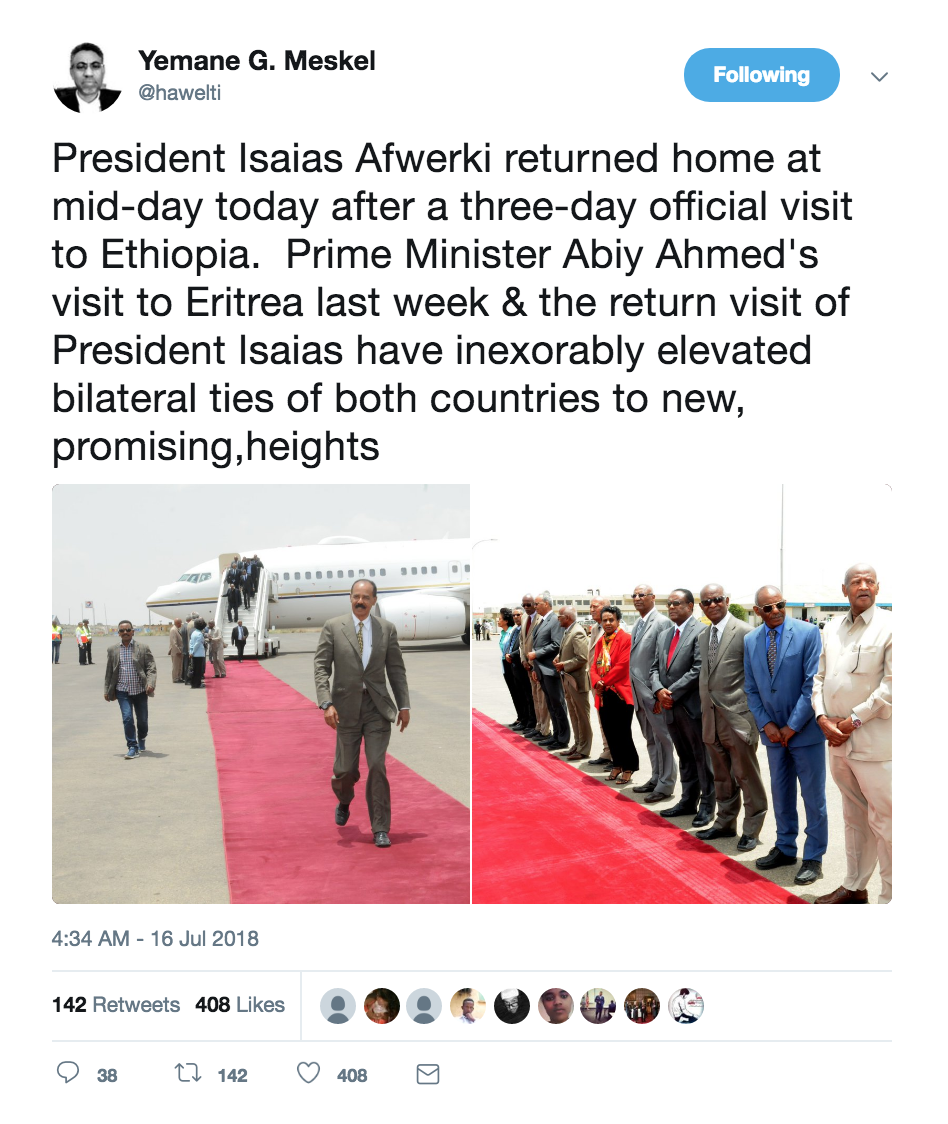 Yemane G. Meskel
@hawelti
Following
President Isaias Afwerki returned home at
mid-day today after a three-day official visit
to Ethiopia.  Prime Minister Abiy Ahmed's
visit to Eritrea last week & the return visit of
President Isaias have inexorably elevated
bilateral ties of both countries to new,
promising,heights
4:34 AM - 16 Jul 2018
142 Retweets 408 Likes
38 142 408